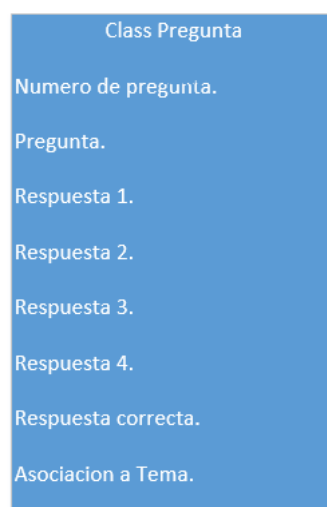 Class Pregunta
Numero de pregunta.
Pregunta.
Respuesta 1.
Respuesta 2.
Respuesta 3.
Respuesta 4.
Respuesta correcta.
Asociacion a Tema.